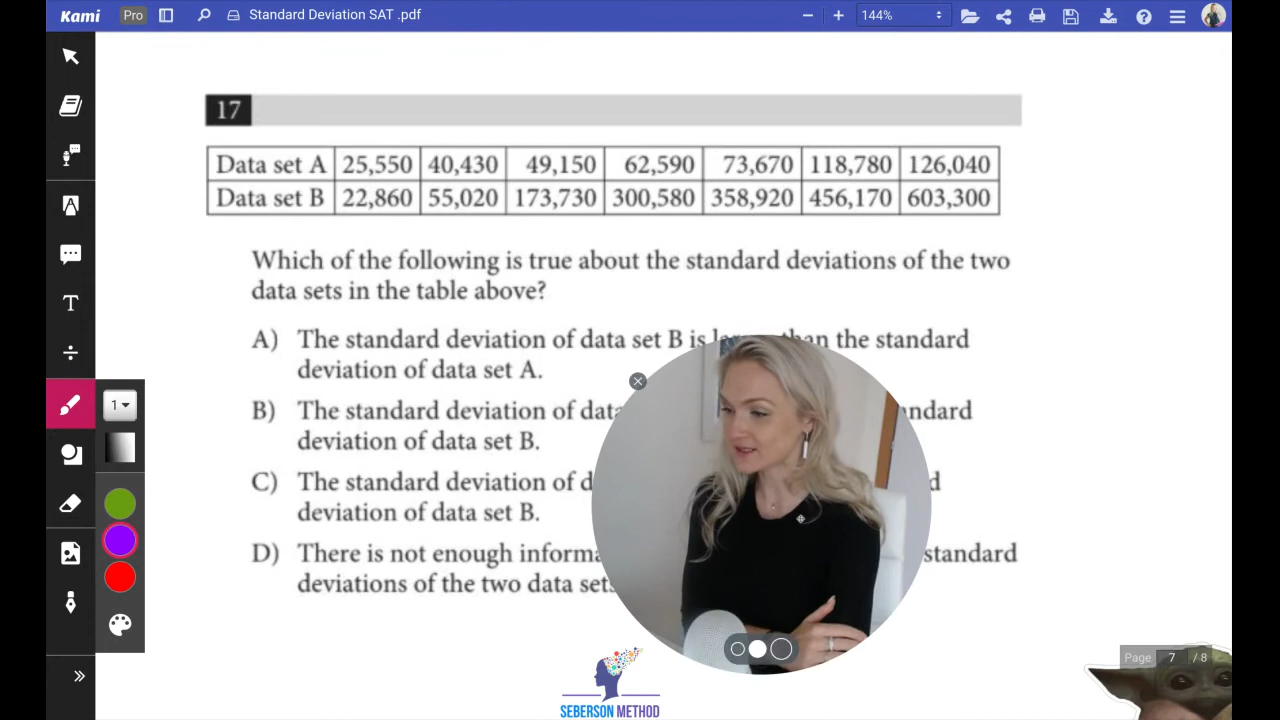 Kami Pro Standard Deviation SAT .pdf 144%
17
Data set A 25,550 40,430 49,150 62,590 73,670 118,780 126,040
Data set B 22,860 55,020 173,730 300,580 358,920 456,170 603,300
Which of the following is true about the standard deviations of the two
data sets in the table above?
A) The standard deviation of data set B is larger than the standard
deviation of data set A.
B) The standard deviation of data
deviation of data set B.
C) The standard deviation of
deviation of data set B.
D) There is not enough standard
deviations of the two data sets
1
T
Page 7 / 8
SEBERSON METHOD